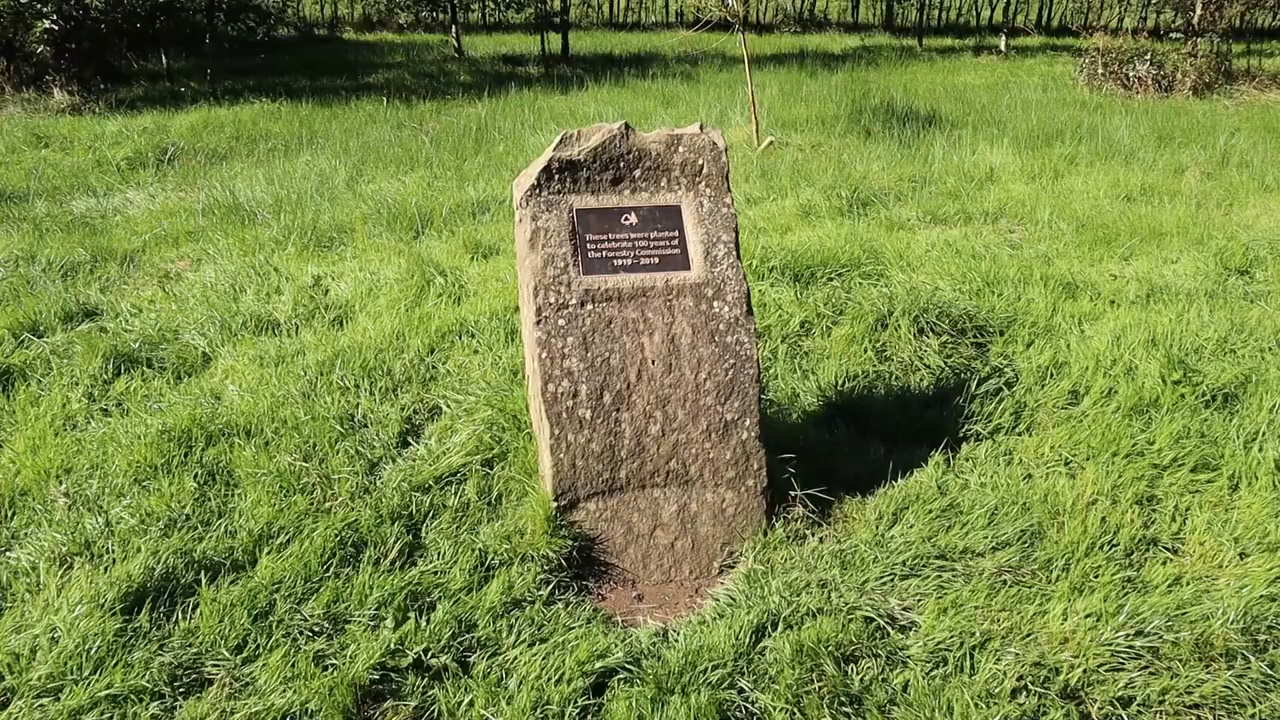 These trees were planted
to celebrate 100 years of
the Forestry Commission
1919 – 2019